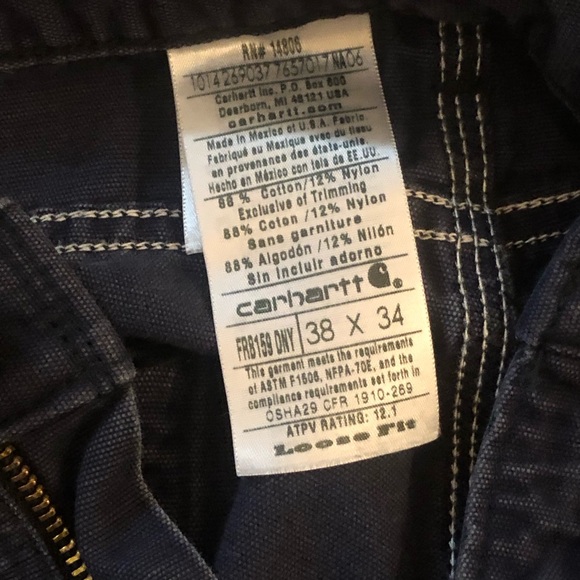 RN# 14806
1014269037 7657017 NA06
Carhartt Inc. P.O. Box 600
Dearborn, MI 48121 USA
carhartt.com
Made in Mexico of U.S.A. Fabric
Fabriqué au Mexique avec du tissu
en provenance des états-unis.
Hecho en México con tela de EE.UU.
88 % Cotton/12% Nylon
Exclusive of Trimming
88% Coton /12% Nylon
Sans garniture
88% Algodón /12% Nilón
Sin incluir adorno
carhartt
FRB159 DNY 38 X 34
This garment meets the requirements
of ASTM F1506, NFPA-70E, and the
compliance requirements set forth in
OSHA29 CFR 1910-269
ATPV RATING: 12.1
Loose Fit